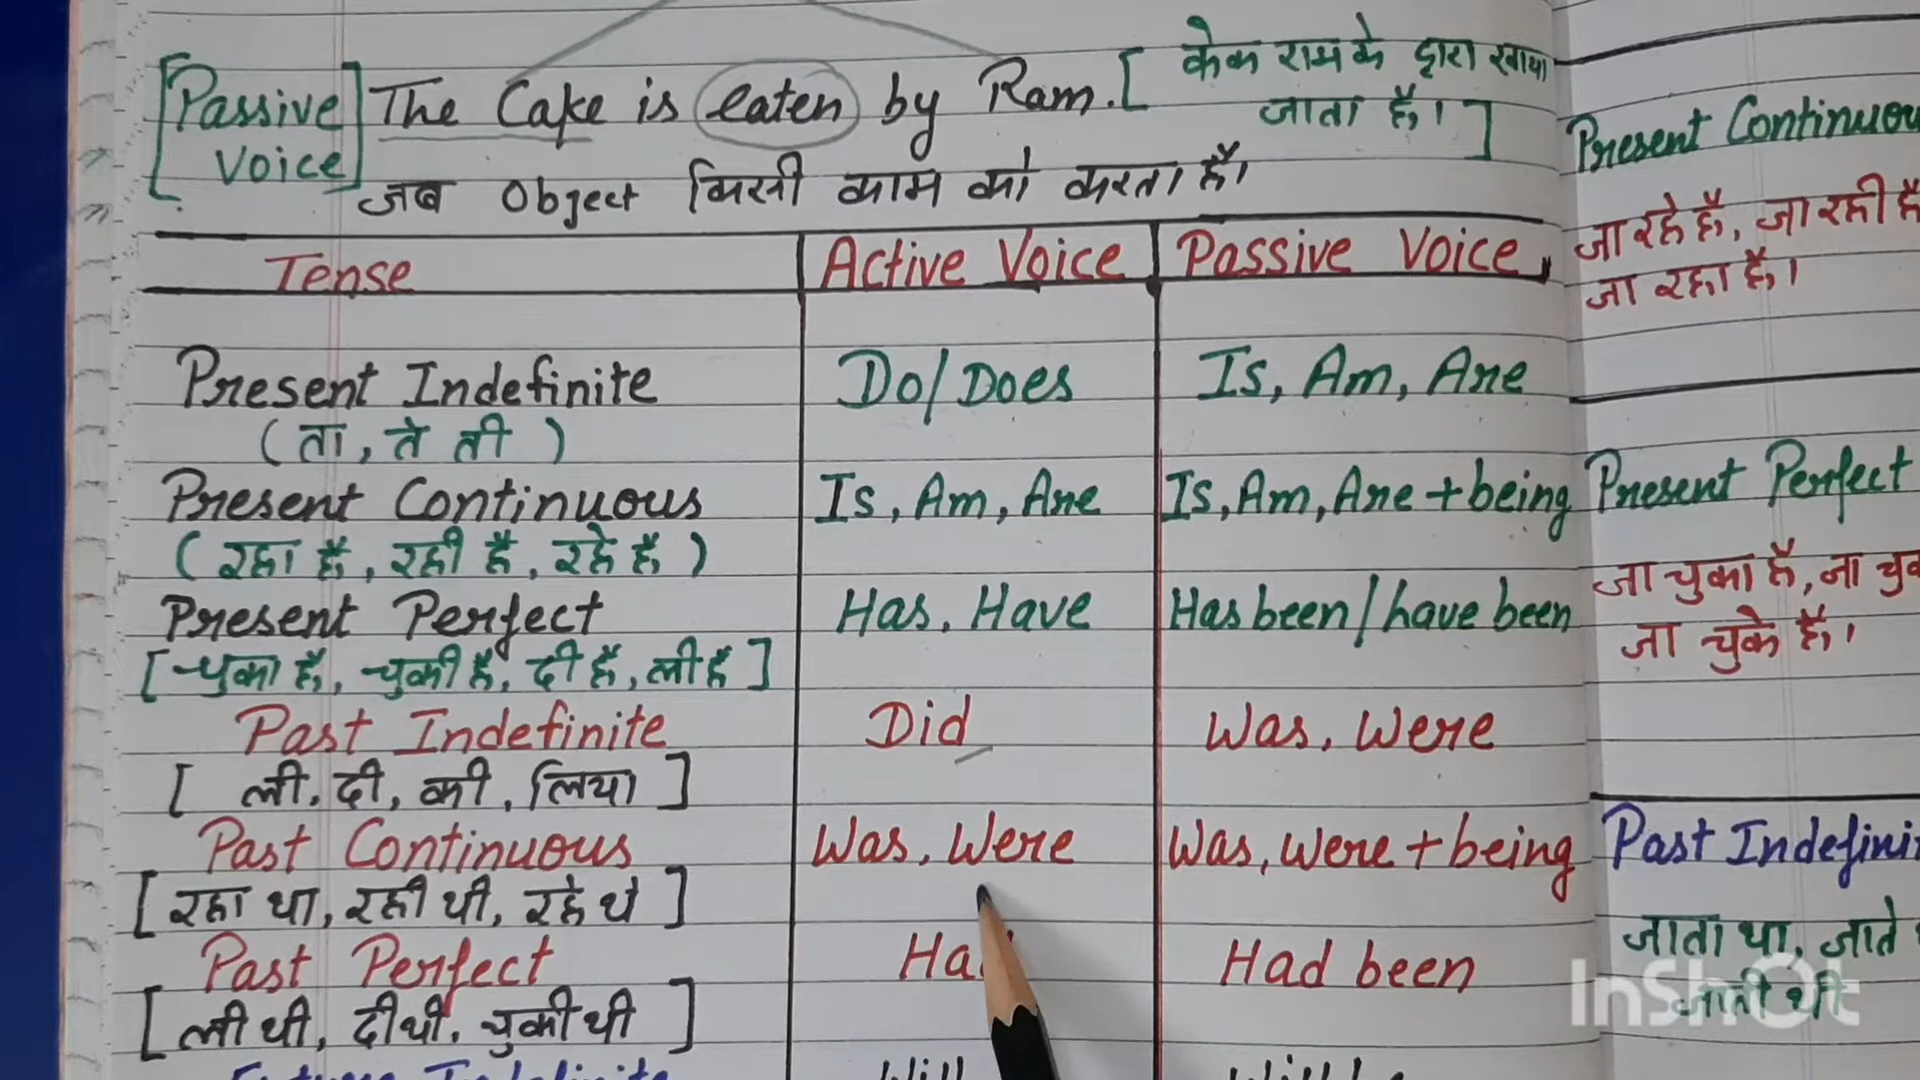 [Passive Voice] The Cake is eaten by Ram. [ केक राम के द्वारा खाया
जाता है। ]
जब Object किसी काम को करता है।
Tense Active Voice Passive Voice
Present Indefinite Do/Does Is, Am, Are
( ता, ते ती )
Present Continuous Is, Am, Are Is, Am, Are + being
( रहा है, रही है, रहे है )
Present Perfect Has, Have Has been/have been
[ चुका है, चुकी है, दी है, ली है ]
Past Indefinite Did Was, Were
[ ली, दी, की, लिया ]
Past Continuous Was, Were Was, Were + being
[ रहा था, रही थी, रहे थे ]
Past Perfect Had been
[ ली थी, दी थी, चुकी थी ]
Will
Present Continuou
जा रहे है, जा रही है
जा रहा है।
Present Perfect
जा चुका है, जा चु
जा चुके है।
Past Indefini
जाता था, जाते
जाती थी
InShOt